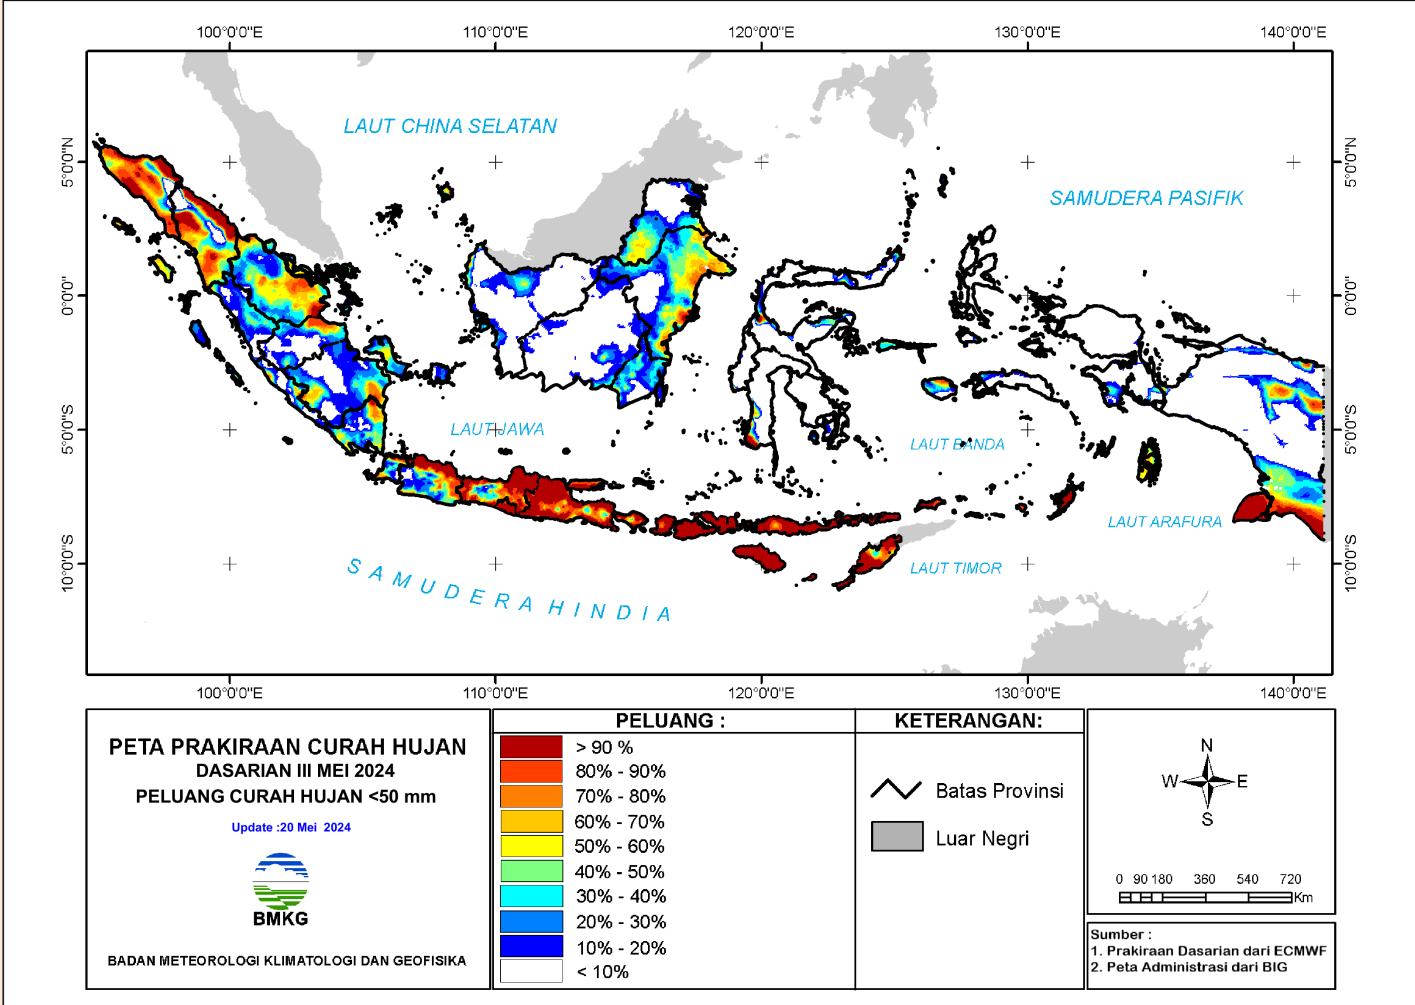 100°0'0"E 110°0'0"E 120°0'0"E 130°0'0"E 140°0'0"E
LAUT CHINA SELATAN
5°0'0"N 5°0'0"N
SAMUDERA PASIFIK
0°0'0" 0°0'0"
LAUT JAWA
5°0'0"S 5°0'0"S
LAUT BANDA
LAUT ARAFURA
10°0'0"S 10°0'0"S
LAUT TIMOR
SAMUDERA HINDIA
100°0'0"E 110°0'0"E 120°0'0"E 130°0'0"E 140°0'0"E
PETA PRAKIRAAN CURAH HUJAN
DASARIAN III MEI 2024
PELUANG CURAH HUJAN <50 mm
Update :20 Mei 2024
BMKG
BADAN METEOROLOGI KLIMATOLOGI DAN GEOFISIKA
PELUANG :
> 90 %
80% - 90%
70% - 80%
60% - 70%
50% - 60%
40% - 50%
30% - 40%
20% - 30%
10% - 20%
< 10%
KETERANGAN:
Batas Provinsi
Luar Negri
N
W E
S
0 90 180 360 540 720
Km
Sumber :
1. Prakiraan Dasarian dari ECMWF
2. Peta Administrasi dari BIG